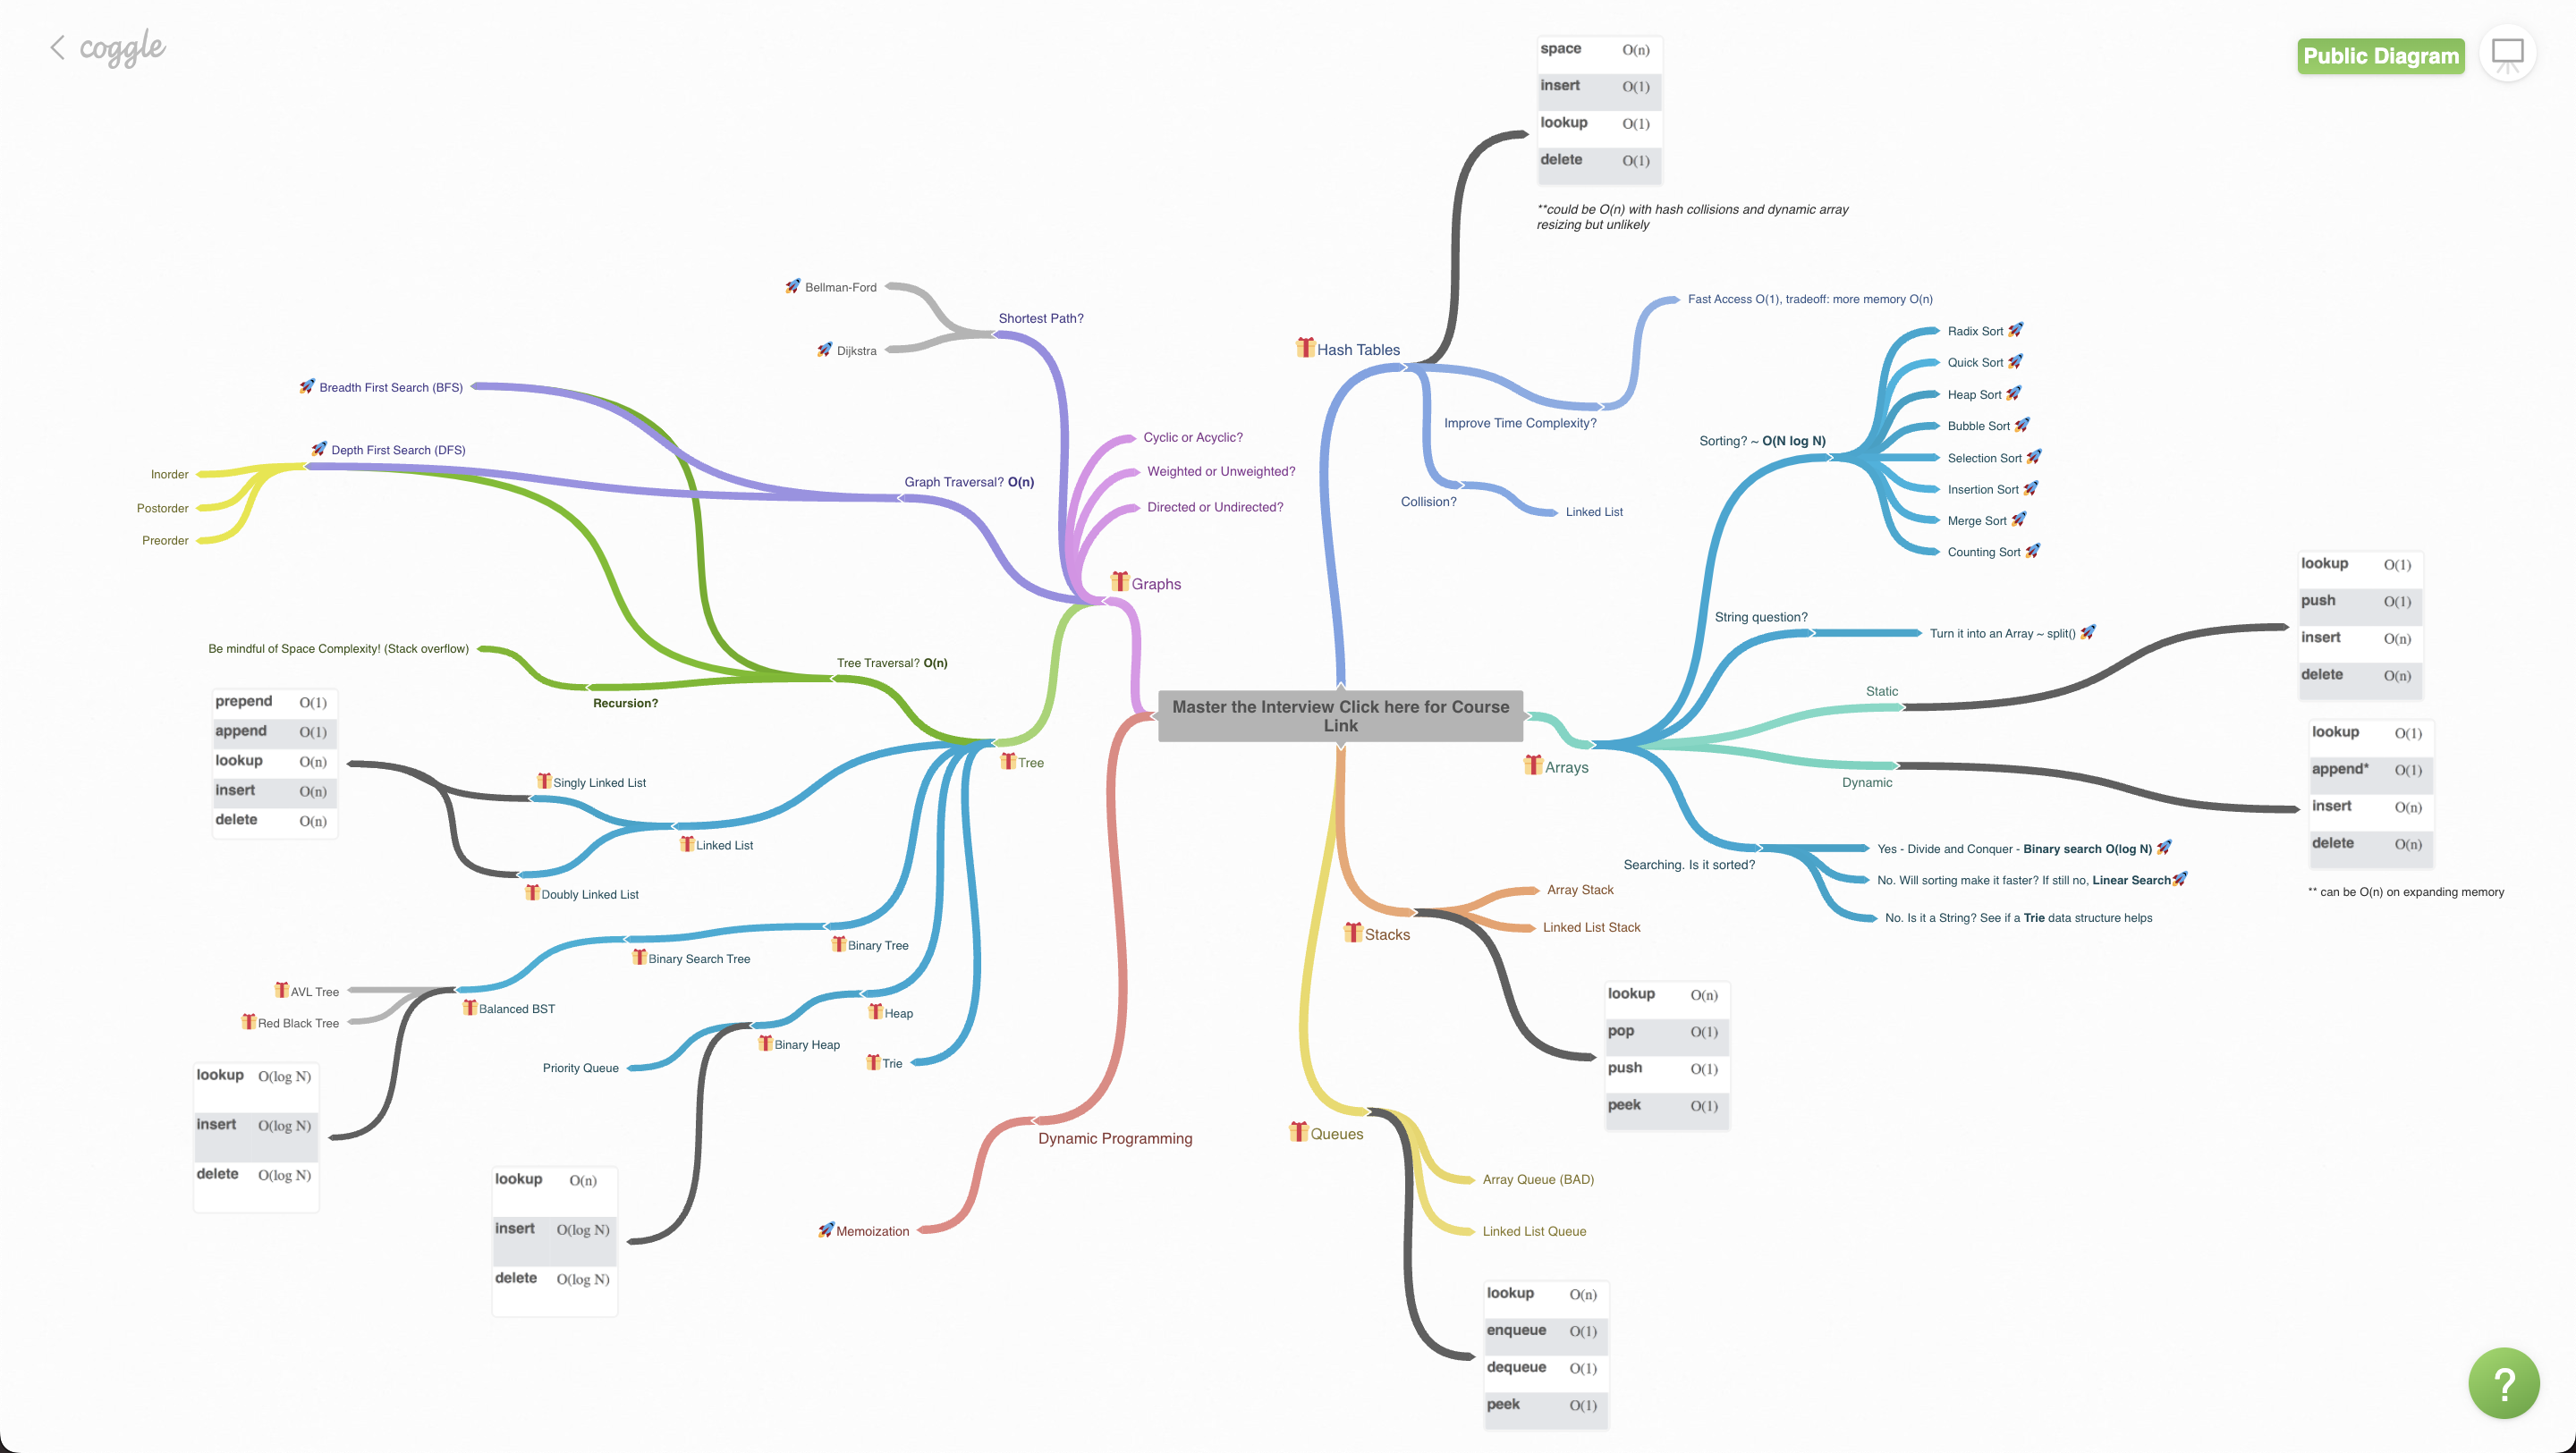 coggle
Public Diagram
space O(n)
insert O(1)
lookup O(1)
delete O(1)
**could be O(n) with hash collisions and dynamic array
resizing but unlikely
Bellman-Ford
Shortest Path?
Dijkstra
Breadth First Search (BFS)
Depth First Search (DFS)
Inorder
Postorder
Preorder
Graph Traversal? O(n)
Cyclic or Acyclic?
Weighted or Unweighted?
Directed or Undirected?
Graphs
Be mindful of Space Complexity! (Stack overflow)
Tree Traversal? O(n)
Recursion?
prepend O(1)
append O(1)
lookup O(n)
insert O(n)
delete O(n)
Singly Linked List
Linked List
Doubly Linked List
Tree
Binary Tree
Binary Search Tree
AVL Tree
Red Black Tree
Balanced BST
Heap
Binary Heap
Priority Queue
Trie
lookup O(log N)
insert O(log N)
delete O(log N)
lookup O(n)
insert O(log N)
delete O(log N)
Dynamic Programming
Memoization
Master the Interview Click here for Course
Link
Hash Tables
Fast Access O(1), tradeoff: more memory O(n)
Improve Time Complexity?
Collision?
Linked List
Sorting? ~ O(N log N)
Radix Sort
Quick Sort
Heap Sort
Bubble Sort
Selection Sort
Insertion Sort
Merge Sort
Counting Sort
String question?
Turn it into an Array ~ split()
Static
Dynamic
Arrays
lookup O(1)
push O(1)
insert O(n)
delete O(n)
lookup O(1)
append* O(1)
insert O(n)
delete O(n)
** can be O(n) on expanding memory
Searching. Is it sorted?
Yes - Divide and Conquer - Binary search O(log N)
No. Will sorting make it faster? If still no, Linear Search
No. Is it a String? See if a Trie data structure helps
Array Stack
Linked List Stack
Stacks
lookup O(n)
pop O(1)
push O(1)
peek O(1)
Queues
Array Queue (BAD)
Linked List Queue
lookup O(n)
enqueue O(1)
dequeue O(1)
peek O(1)
?